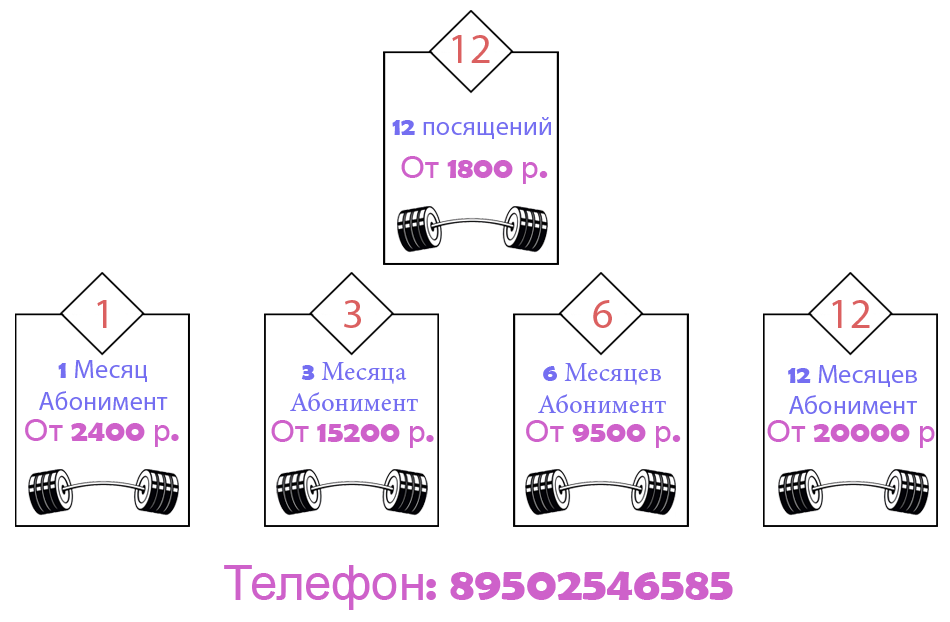 12
12 посящений
От 1800 р.
1
1 Месяц
Абонимент
От 2400 р.
3
3 Месяца
Абонимент
От 15200 р.
6
6 Месяцев
Абонимент
От 9500 р.
12
12 Месяцев
Абонимент
От 20000 р
Телефон: 89502546585